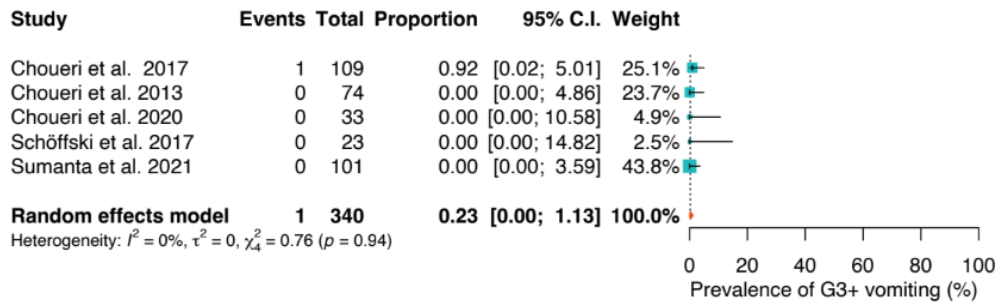 Study Events Total Proportion 95% C.I. Weight
Choueri et al. 2017 1 109 0.92 [0.02; 5.01] 25.1%
Choueri et al. 2013 0 74 0.00 [0.00; 4.86] 23.7%
Choueri et al. 2020 0 33 0.00 [0.00; 10.58] 4.9%
Schöffski et al. 2017 0 23 0.00 [0.00; 14.82] 2.5%
Sumanta et al. 2021 0 101 0.00 [0.00; 3.59] 43.8%
Random effects model 1 340 0.23 [0.00; 1.13] 100.0%
Heterogeneity: I² = 0%, τ² = 0, χ²₄ = 0.76 (p = 0.94)
0 20 40 60 80 100
Prevalence of G3+ vomiting (%)